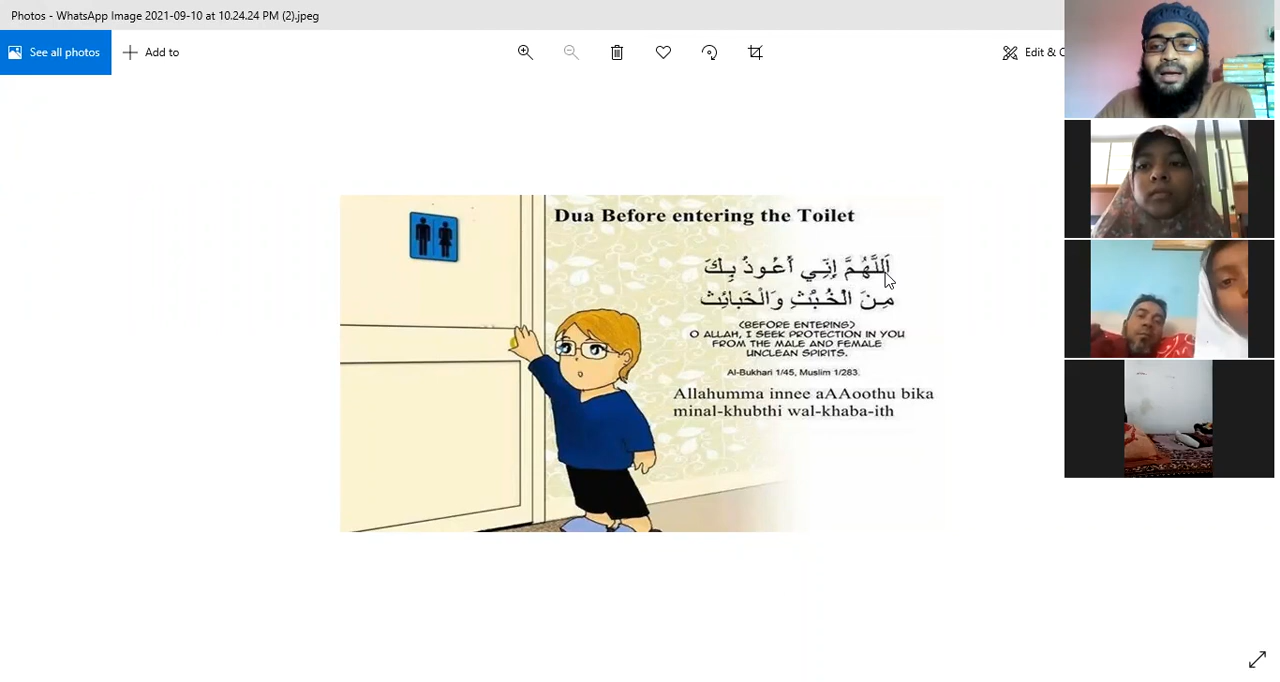 Photos - WhatsApp Image 2021-09-10 at 10.24.24 PM (2).jpeg
See all photos
Add to
Edit & C
Dua Before entering the Toilet
اَللَّهُمَّ إِنِّي أَعُوذُ بِكَ
مِنَ الْخُبُثِ وَالْخَبَائِثِ
(BEFORE ENTERING)
O ALLAH, I SEEK PROTECTION IN YOU
FROM THE MALE AND FEMALE
UNCLEAN SPIRITS.
Al-Bukhari 1/45, Muslim 1/283.
Allahumma innee aAAoothu bika
minal-khubthi wal-khaba-ith